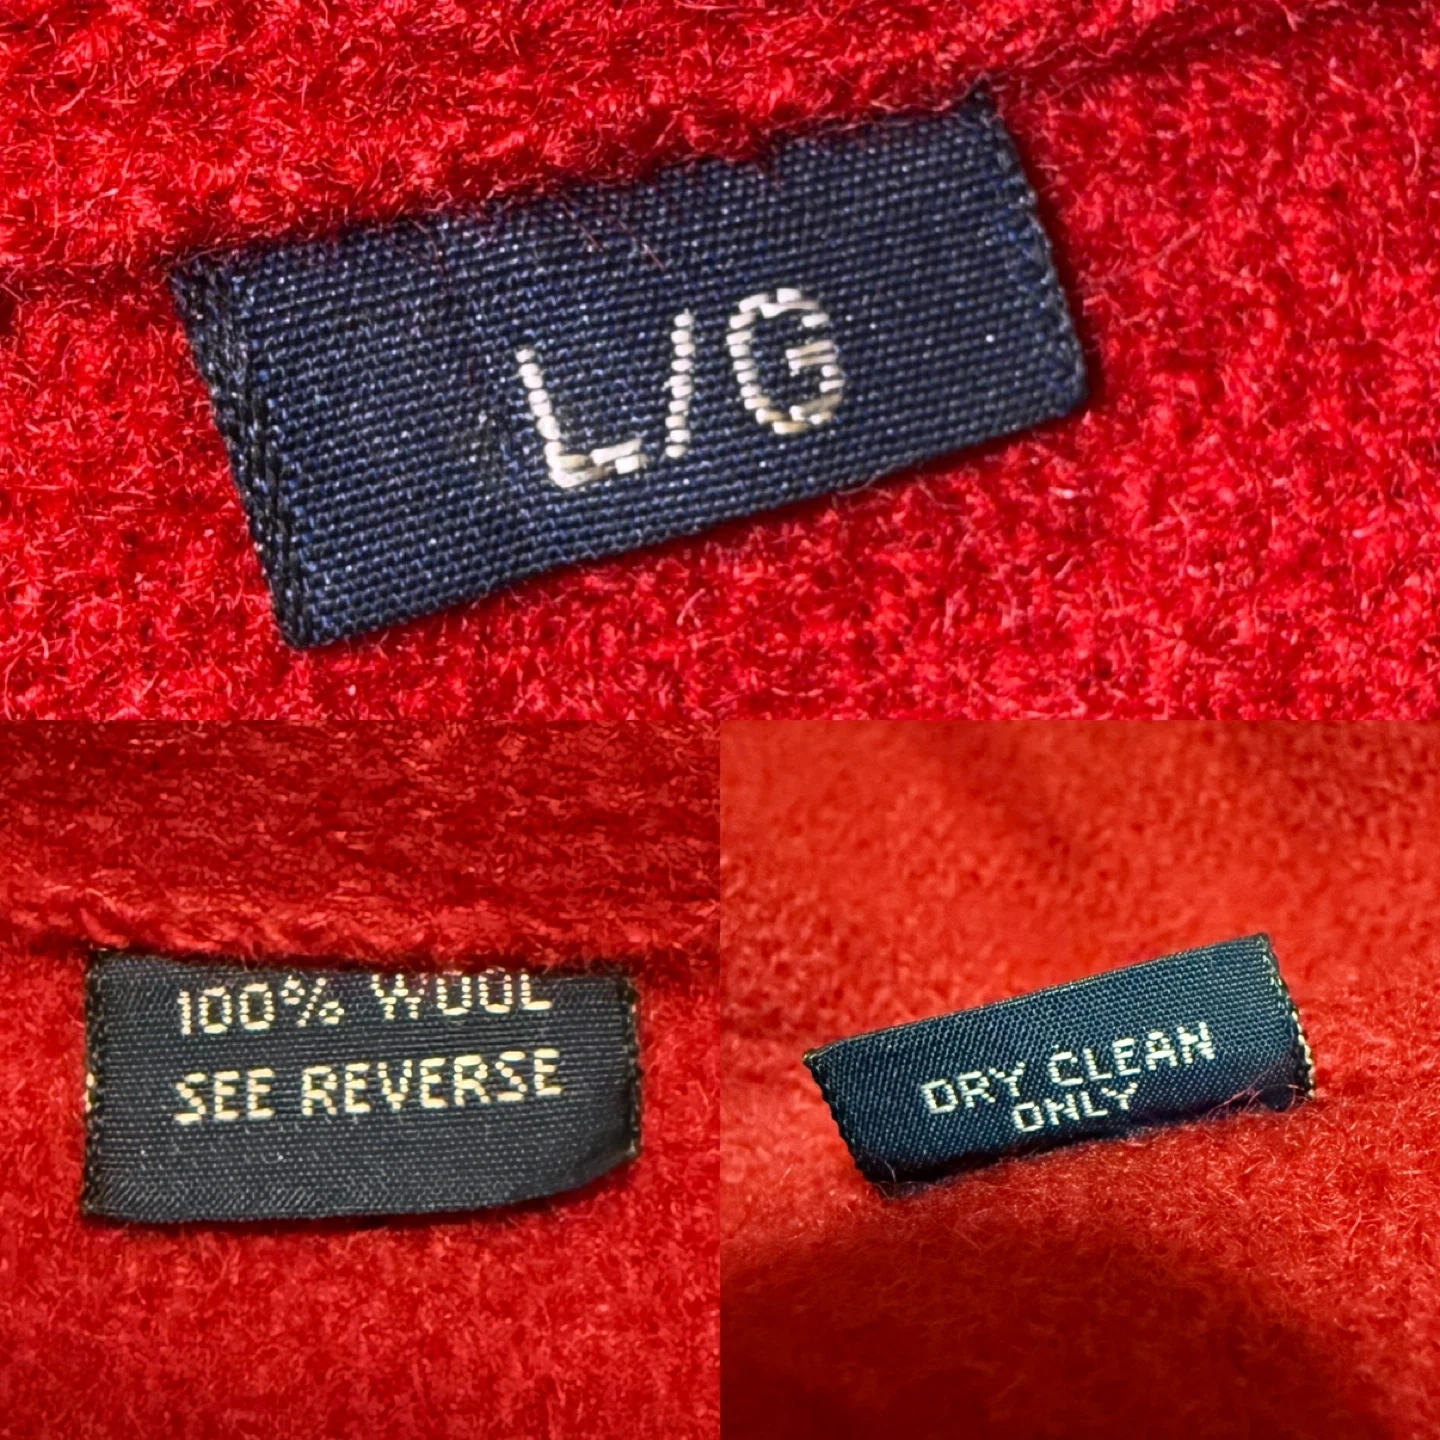 L/G
100% WOOL
SEE REVERSE
DRY CLEAN
ONLY